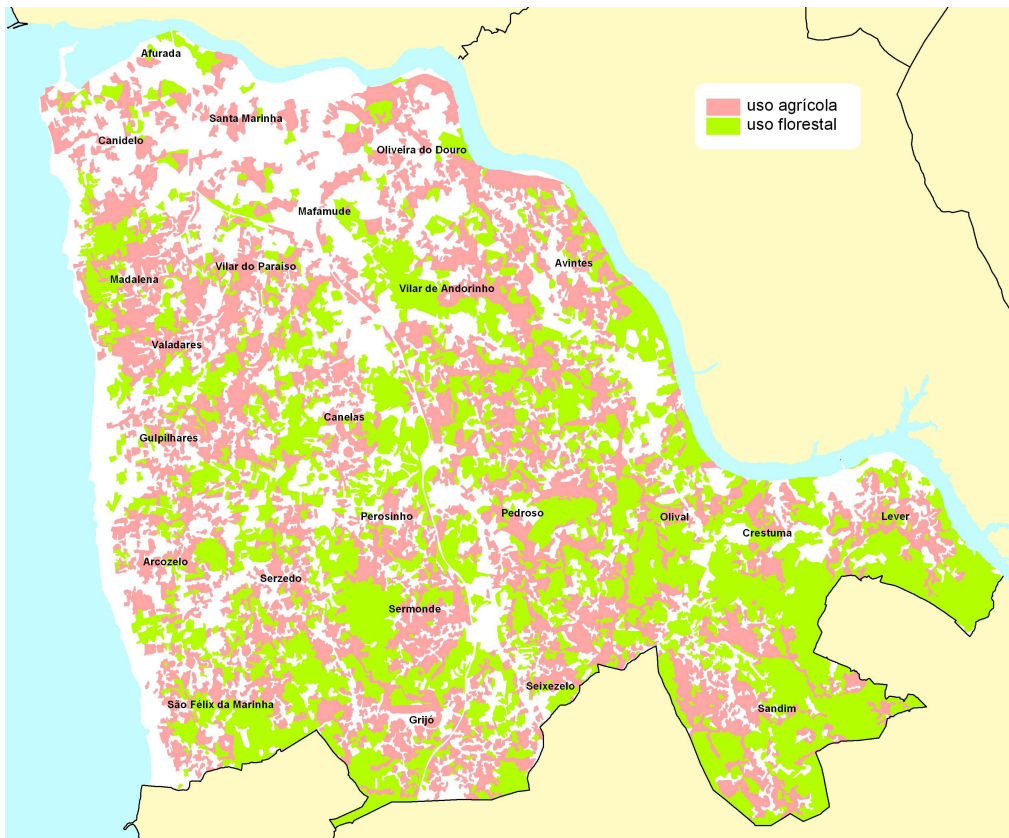 Afurada
uso agrícola
uso florestal
Santa Marinha
Canidelo
Oliveira do Douro
Mafamude
Avintes
Vilar do Paraíso
Madalena
Vilar de Andorinho
Valadares
Canelas
Gulpilhares
Pedroso
Perosinho
Olival
Lever
Crestuma
Arcozelo
Serzedo
Sermonde
Seixezelo
São Félix da Marinha
Sandim
Grijó